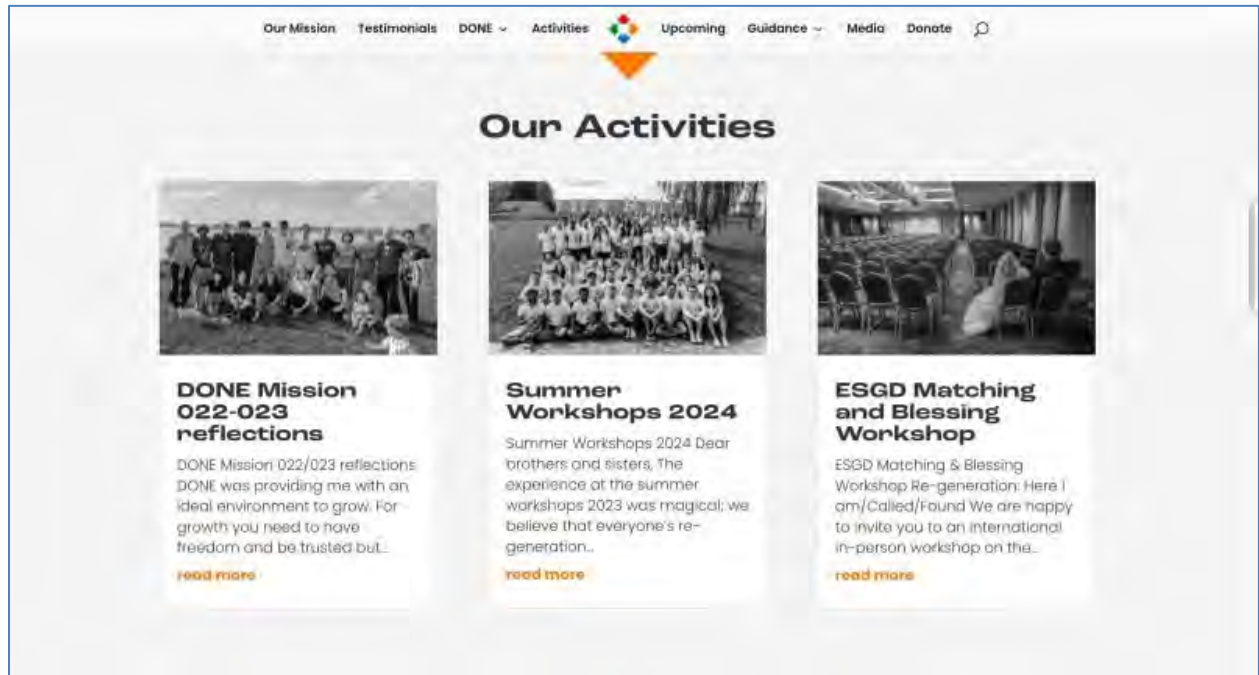 Our Mission Testimonials DONE Activities Upcoming Guidance Media Donate
Our Activities
DONE Mission
022-023
reflections
DONE Mission 022/023 reflections
DONE was providing me with an
ideal environment to grow. For
growth you need to have
freedom and be trusted but...
read more
Summer
Workshops 2024
Summer Workshops 2024 Dear
brothers and sisters, The
experience at the summer
workshops 2023 was magical; we
believe that everyone's re-
generation...
read more
ESGD Matching
and Blessing
Workshop
ESGD Matching & Blessing
Workshop Re-generation: Here I
am/Called/Found We are happy
to invite you to an international
in-person workshop on the...
read more